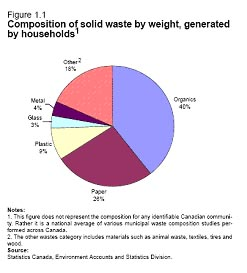 Figure 1.1
Composition of solid waste by weight, generated
by households1
Other2
18%
Metal
4%
Glass
3%
Plastic
9%
Organics
40%
Paper
26%
Notes:
1. This figure does not represent the composition for any identifiable Canadian communi-
ty. Rather it is a national average of various municipal waste composition studies per-
formed across Canada.
2. The other wastes category includes materials such as animal waste, textiles, tires and
wood.
Source:
Statistics Canada, Environment Accounts and Statistics Division.